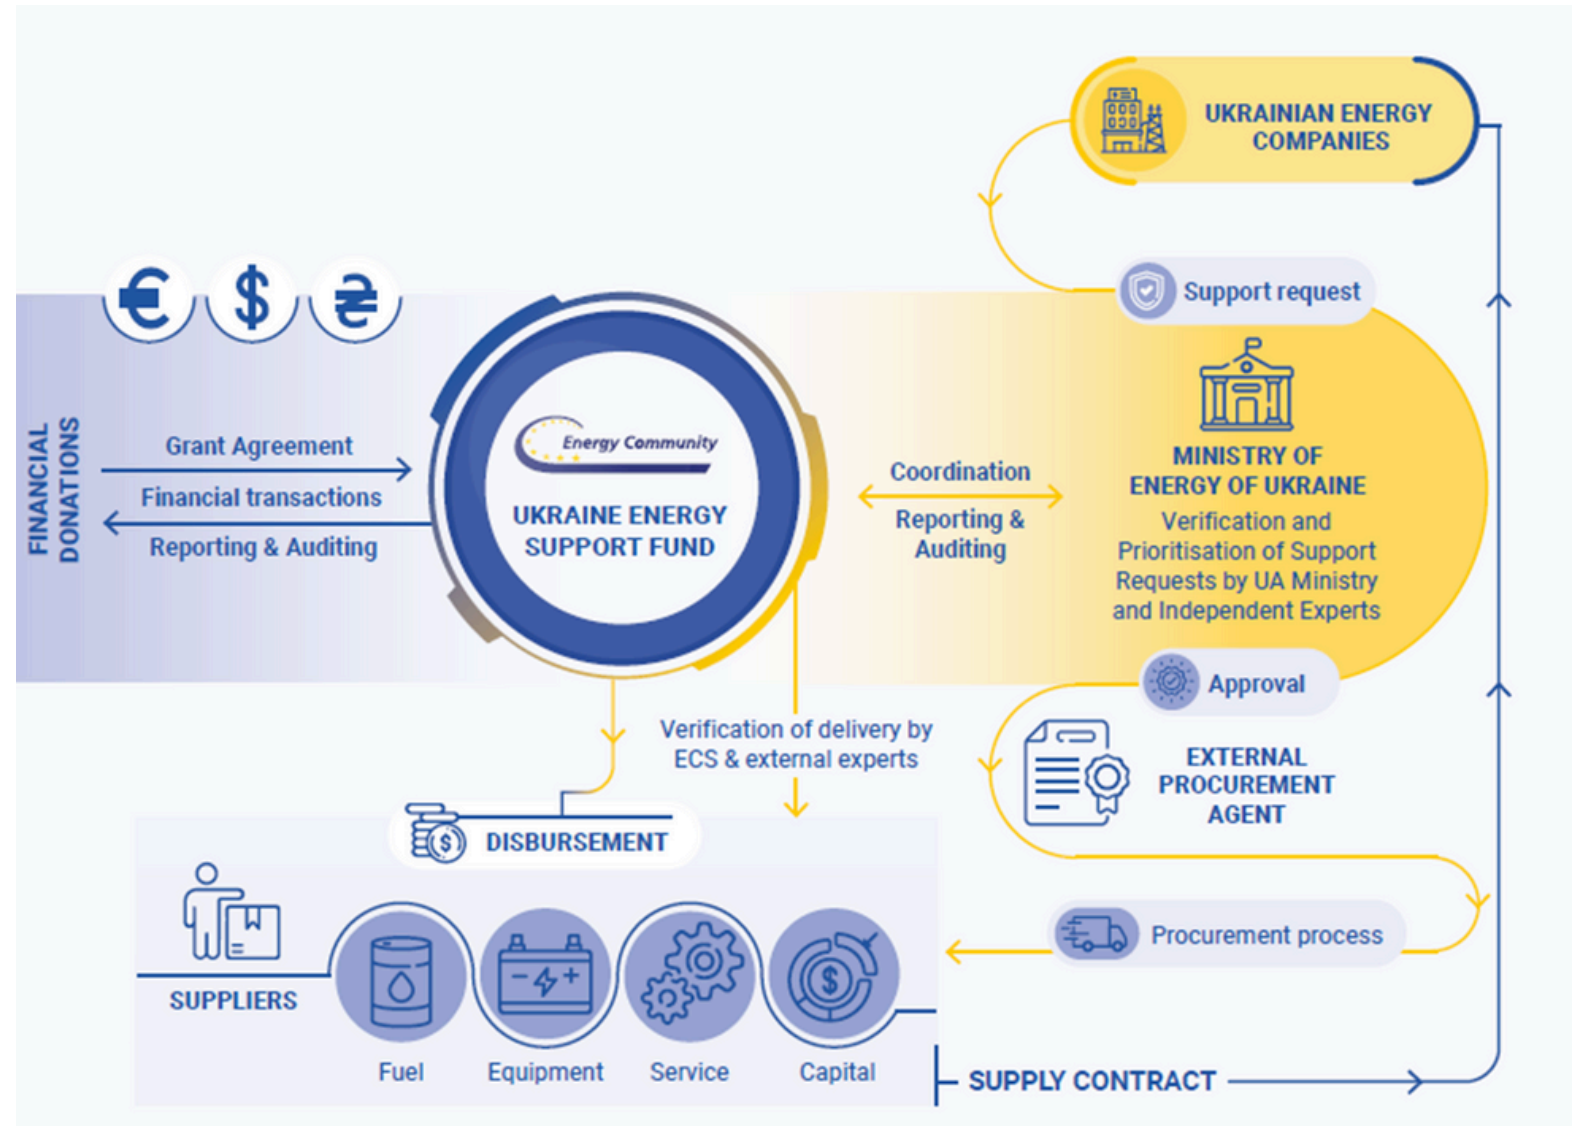 UKRAINIAN ENERGY
COMPANIES
€ $ ₴
Support request
FINANCIAL
DONATIONS
Grant Agreement
Financial transactions
Reporting & Auditing
Energy Community
UKRAINE ENERGY
SUPPORT FUND
Coordination
Reporting &
Auditing
MINISTRY OF
ENERGY OF UKRAINE
Verification and
Prioritisation of Support
Requests by UA Ministry
and Independent Experts
Approval
Verification of delivery by
ECS & external experts
EXTERNAL
PROCUREMENT
AGENT
DISBURSEMENT
Procurement process
SUPPLIERS
Fuel
Equipment
Service
Capital
SUPPLY CONTRACT